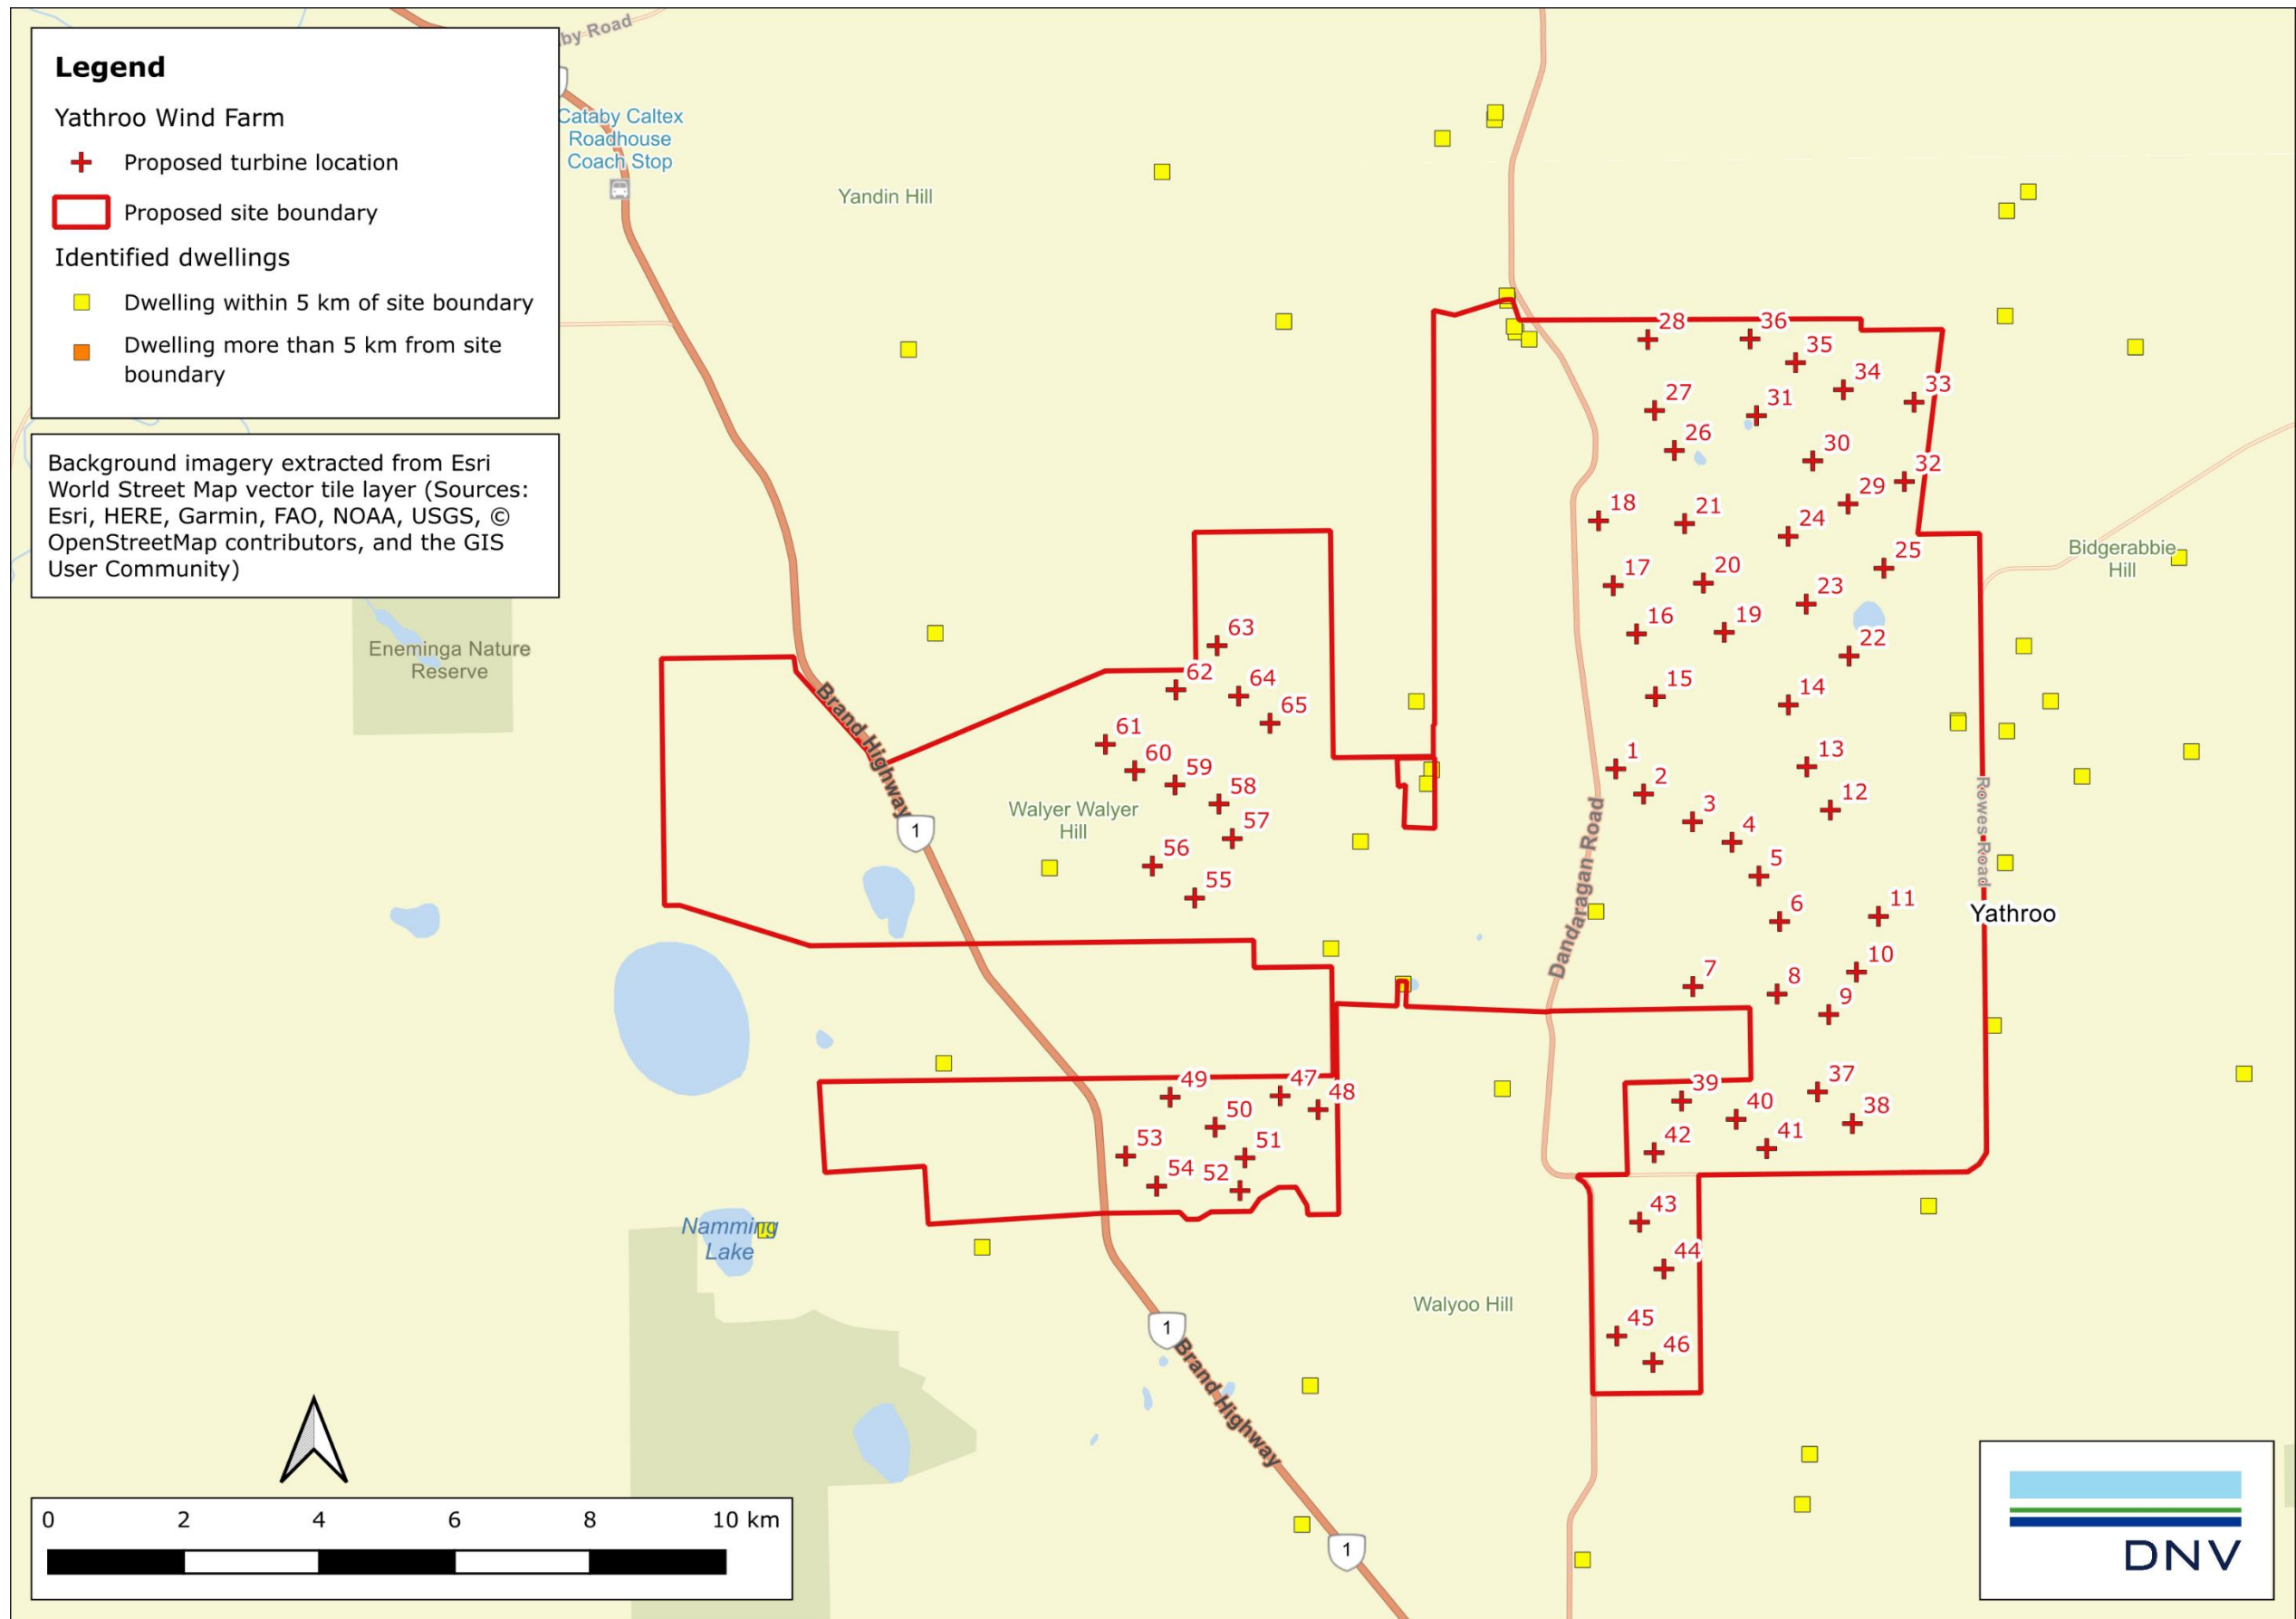 Legend
Yathroo Wind Farm
Proposed turbine location
Proposed site boundary
Identified dwellings
Dwelling within 5 km of site boundary
Dwelling more than 5 km from site
boundary
Background imagery extracted from Esri
World Street Map vector tile layer (Sources:
Esri, HERE, Garmin, FAO, NOAA, USGS, ©
OpenStreetMap contributors, and the GIS
User Community)
Road
Cataby Caltex
Roadhouse
Coach Stop
Yandin Hill
28
36
35
34
33
27
31
26
30
32
29
18
21
24
25
Bidgerabbie
Hill
17
20
23
16
19
22
Eneminga Nature
Reserve
63
62
64
65
15
14
Brand Highway
61
60
59
58
57
1
2
13
12
3
4
5
Walyer Walyer
Hill
1
56
55
Dandaragan Road
Rowes Road
6
11
Yathroo
7
8
10
9
49
47
48
50
53
51
54
52
39
37
40
38
42
41
43
44
45
46
Namming
Lake
Walyoo Hill
1
Brand Highway
1
0 2 4 6 8 10 km
DNV